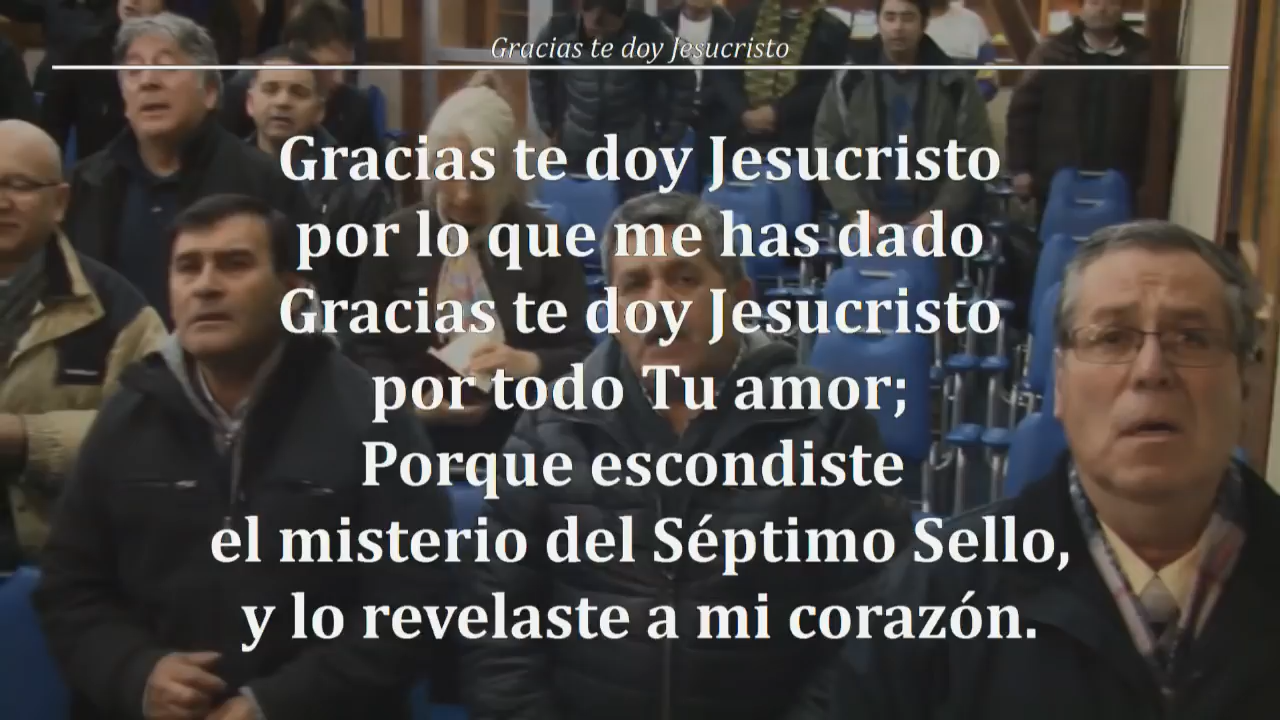 Gracias te doy Jesucristo
Gracias te doy Jesucristo
por lo que me has dado
Gracias te doy Jesucristo
por todo Tu amor;
Porque escondiste
el misterio del Séptimo Sello,
y lo revelaste a mi corazón.